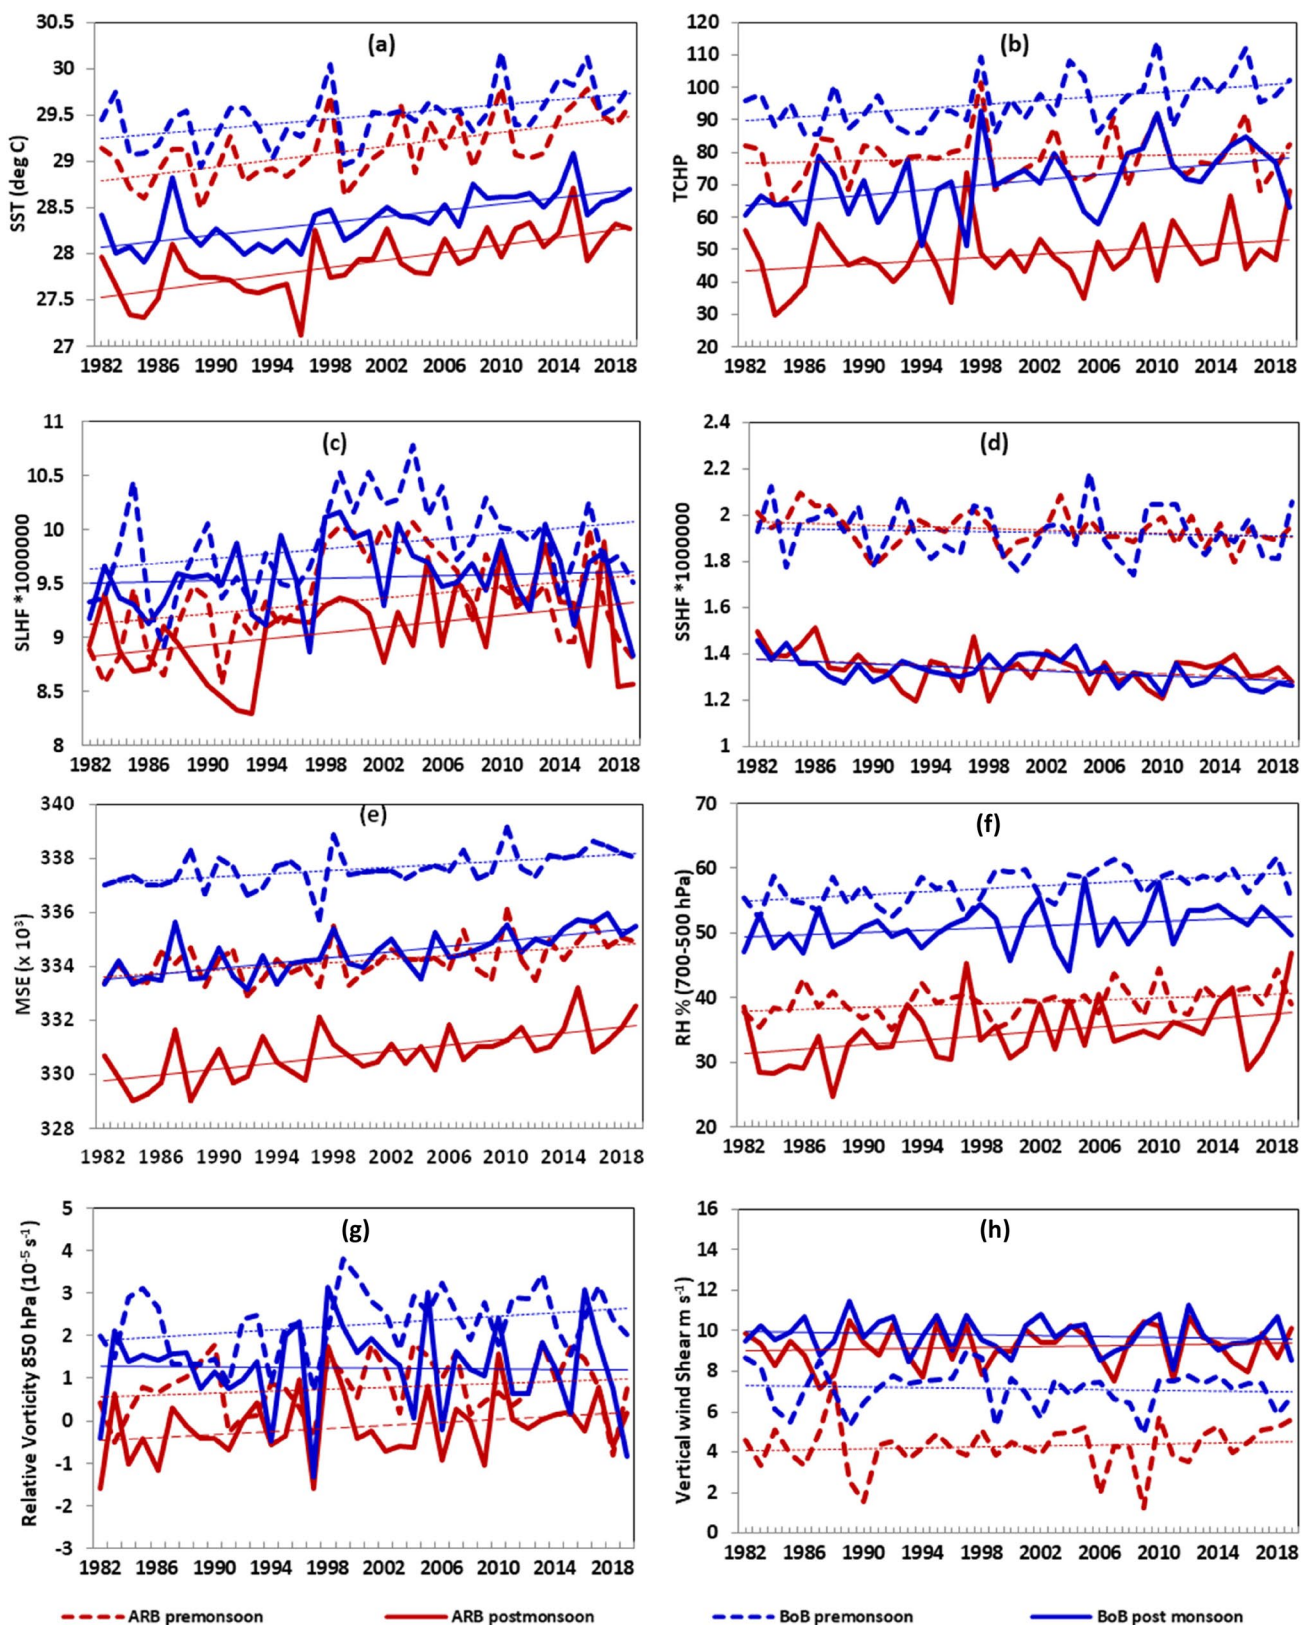 (a)
SST (deg C)
30.5
30
29.5
29
28.5
28
27.5
27
1982 1986 1990 1994 1998 2002 2006 2010 2014 2018
(b)
TCHP
120
110
100
90
80
70
60
50
40
30
20
1982 1986 1990 1994 1998 2002 2006 2010 2014 2018
(c)
SLHF *1000000
11
10.5
10
9.5
9
8.5
8
1982 1986 1990 1994 1998 2002 2006 2010 2014 2018
(d)
SSHF *1000000
2.4
2.2
2
1.8
1.6
1.4
1.2
1
1982 1986 1990 1994 1998 2002 2006 2010 2014 2018
(e)
MSE (x 10³)
340
338
336
334
332
330
328
1982 1986 1990 1994 1998 2002 2006 2010 2014 2018
(f)
RH % (700-500 hPa)
70
60
50
40
30
20
1982 1986 1990 1994 1998 2002 2006 2010 2014 2018
(g)
Relative Vorticity 850 hPa (10⁻⁵ s⁻¹)
5
4
3
2
1
0
-1
-2
-3
1982 1986 1990 1994 1998 2002 2006 2010 2014 2018
(h)
Vertical wind Shear m s⁻¹)
16
14
12
10
8
6
4
2
0
1982 1986 1990 1994 1998 2002 2006 2010 2014 2018
ARB premonsoon ARB postmonsoon BoB premonsoon BoB post monsoon